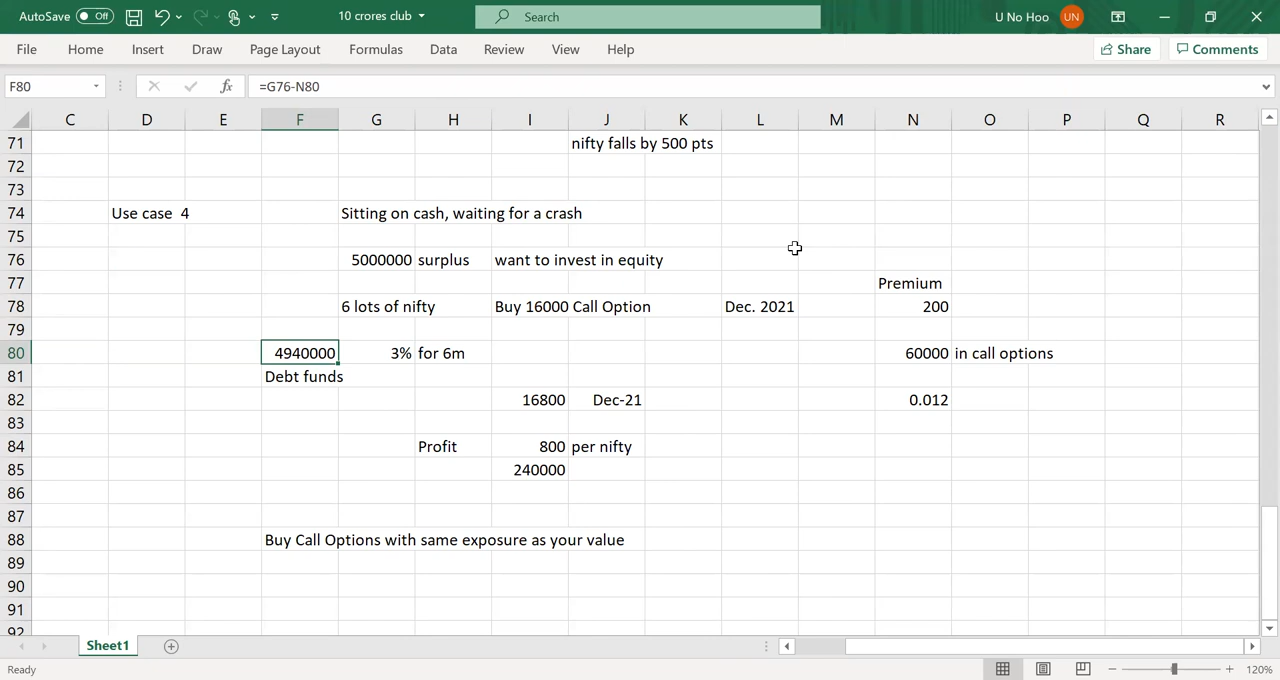 AutoSave Off 10 crores club Search U No Hoo UN
File Home Insert Draw Page Layout Formulas Data Review View Help Share Comments
F80 fx =G76-N80
C D E F G H I J K L M N O P Q R
71 nifty falls by 500 pts
72
73
74 Use case 4 Sitting on cash, waiting for a crash
75
76 5000000 surplus want to invest in equity
77 Premium
78 6 lots of nifty Buy 16000 Call Option Dec. 2021 200
79
80 4940000 3% for 6m 60000 in call options
81 Debt funds
82 16800 Dec-21 0.012
83
84 Profit 800 per nifty
85 240000
86
87
88 Buy Call Options with same exposure as your value
89
90
91
92
Sheet1
Ready 120%